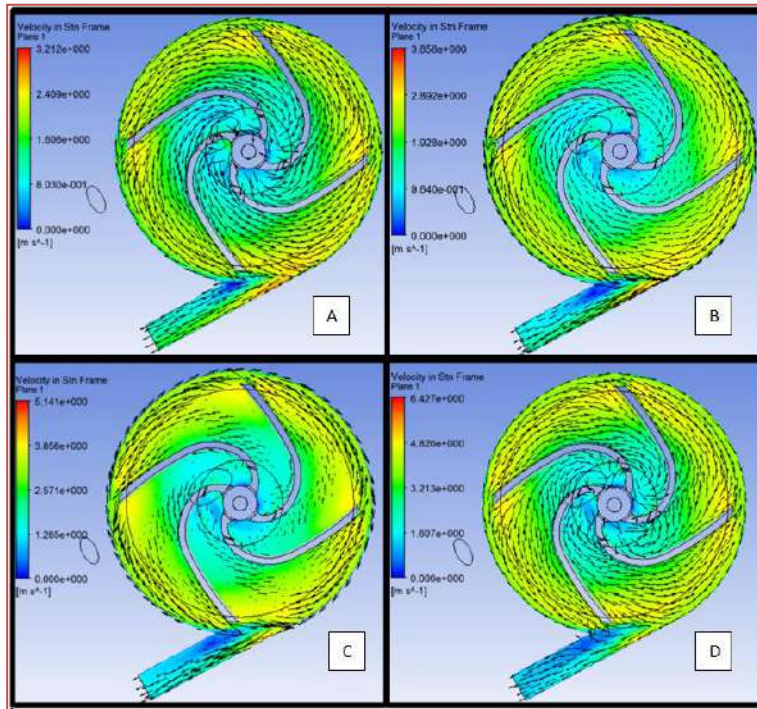 Velocity in Stn Frame
Plane 1
3.212e+000
2.409e+000
1.606e+000
8.030e-001
0.000e+000
[m s^-1]
A
Velocity in Stn Frame
Plane 1
3.856e+000
2.892e+000
1.928e+000
9.640e-001
0.000e+000
[m s^-1]
B
Velocity in Stn Frame
Plane 1
5.141e+000
3.856e+000
2.571e+000
1.285e+000
0.000e+000
[m s^-1]
C
Velocity in Stn Frame
Plane 1
6.427e+000
4.820e+000
3.213e+000
1.607e+000
0.000e+000
[m s^-1]
D